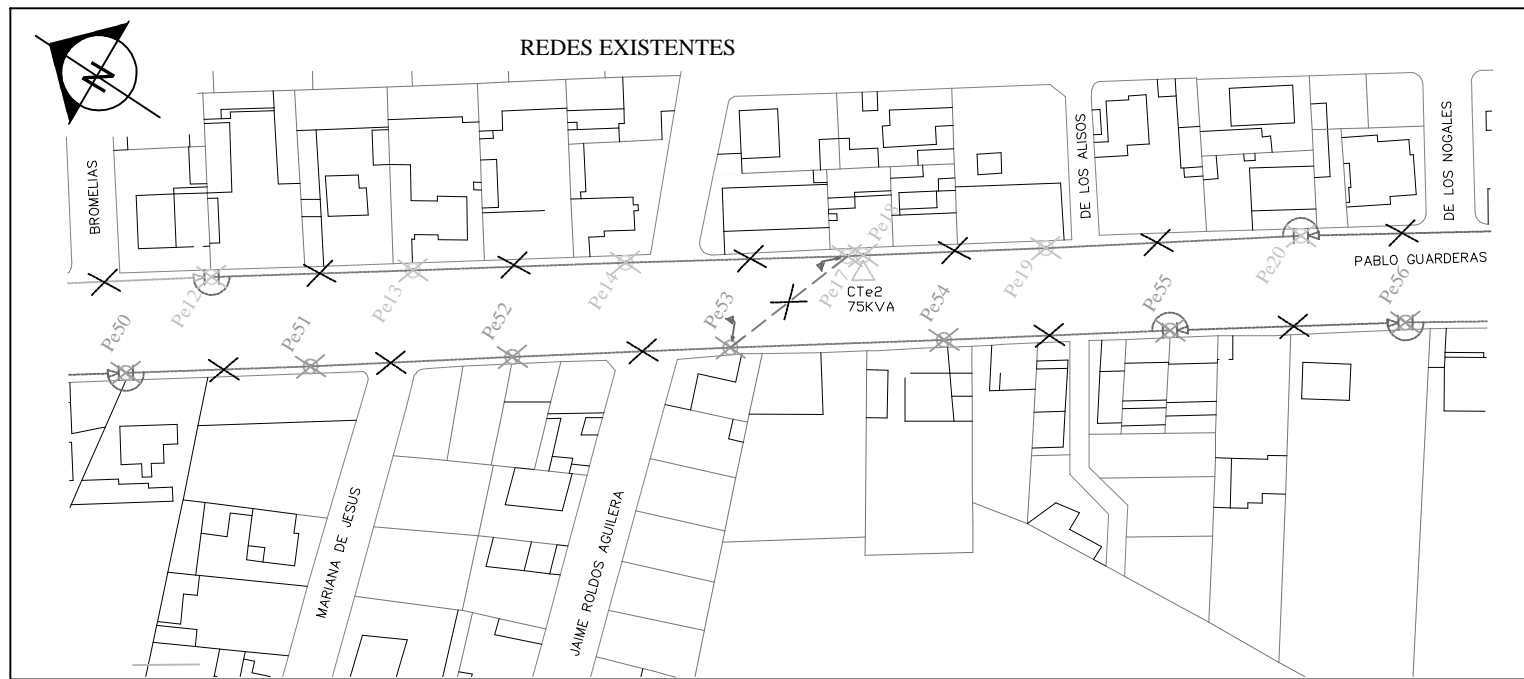 REDES EXISTENTES
N
BROMELIAS
DE LOS ALISOS
DE LOS NOGALES
Pe12
Pe13
Pe14
Pe17
Pe18
Pe19
Pe20
PABLO GUARDERAS
CTe2
75KVA
Pe50
Pe51
Pe52
Pe53
Pe54
Pe55
Pe56
MARIANA DE JESUS
JAIME ROLDOS AGUILERA